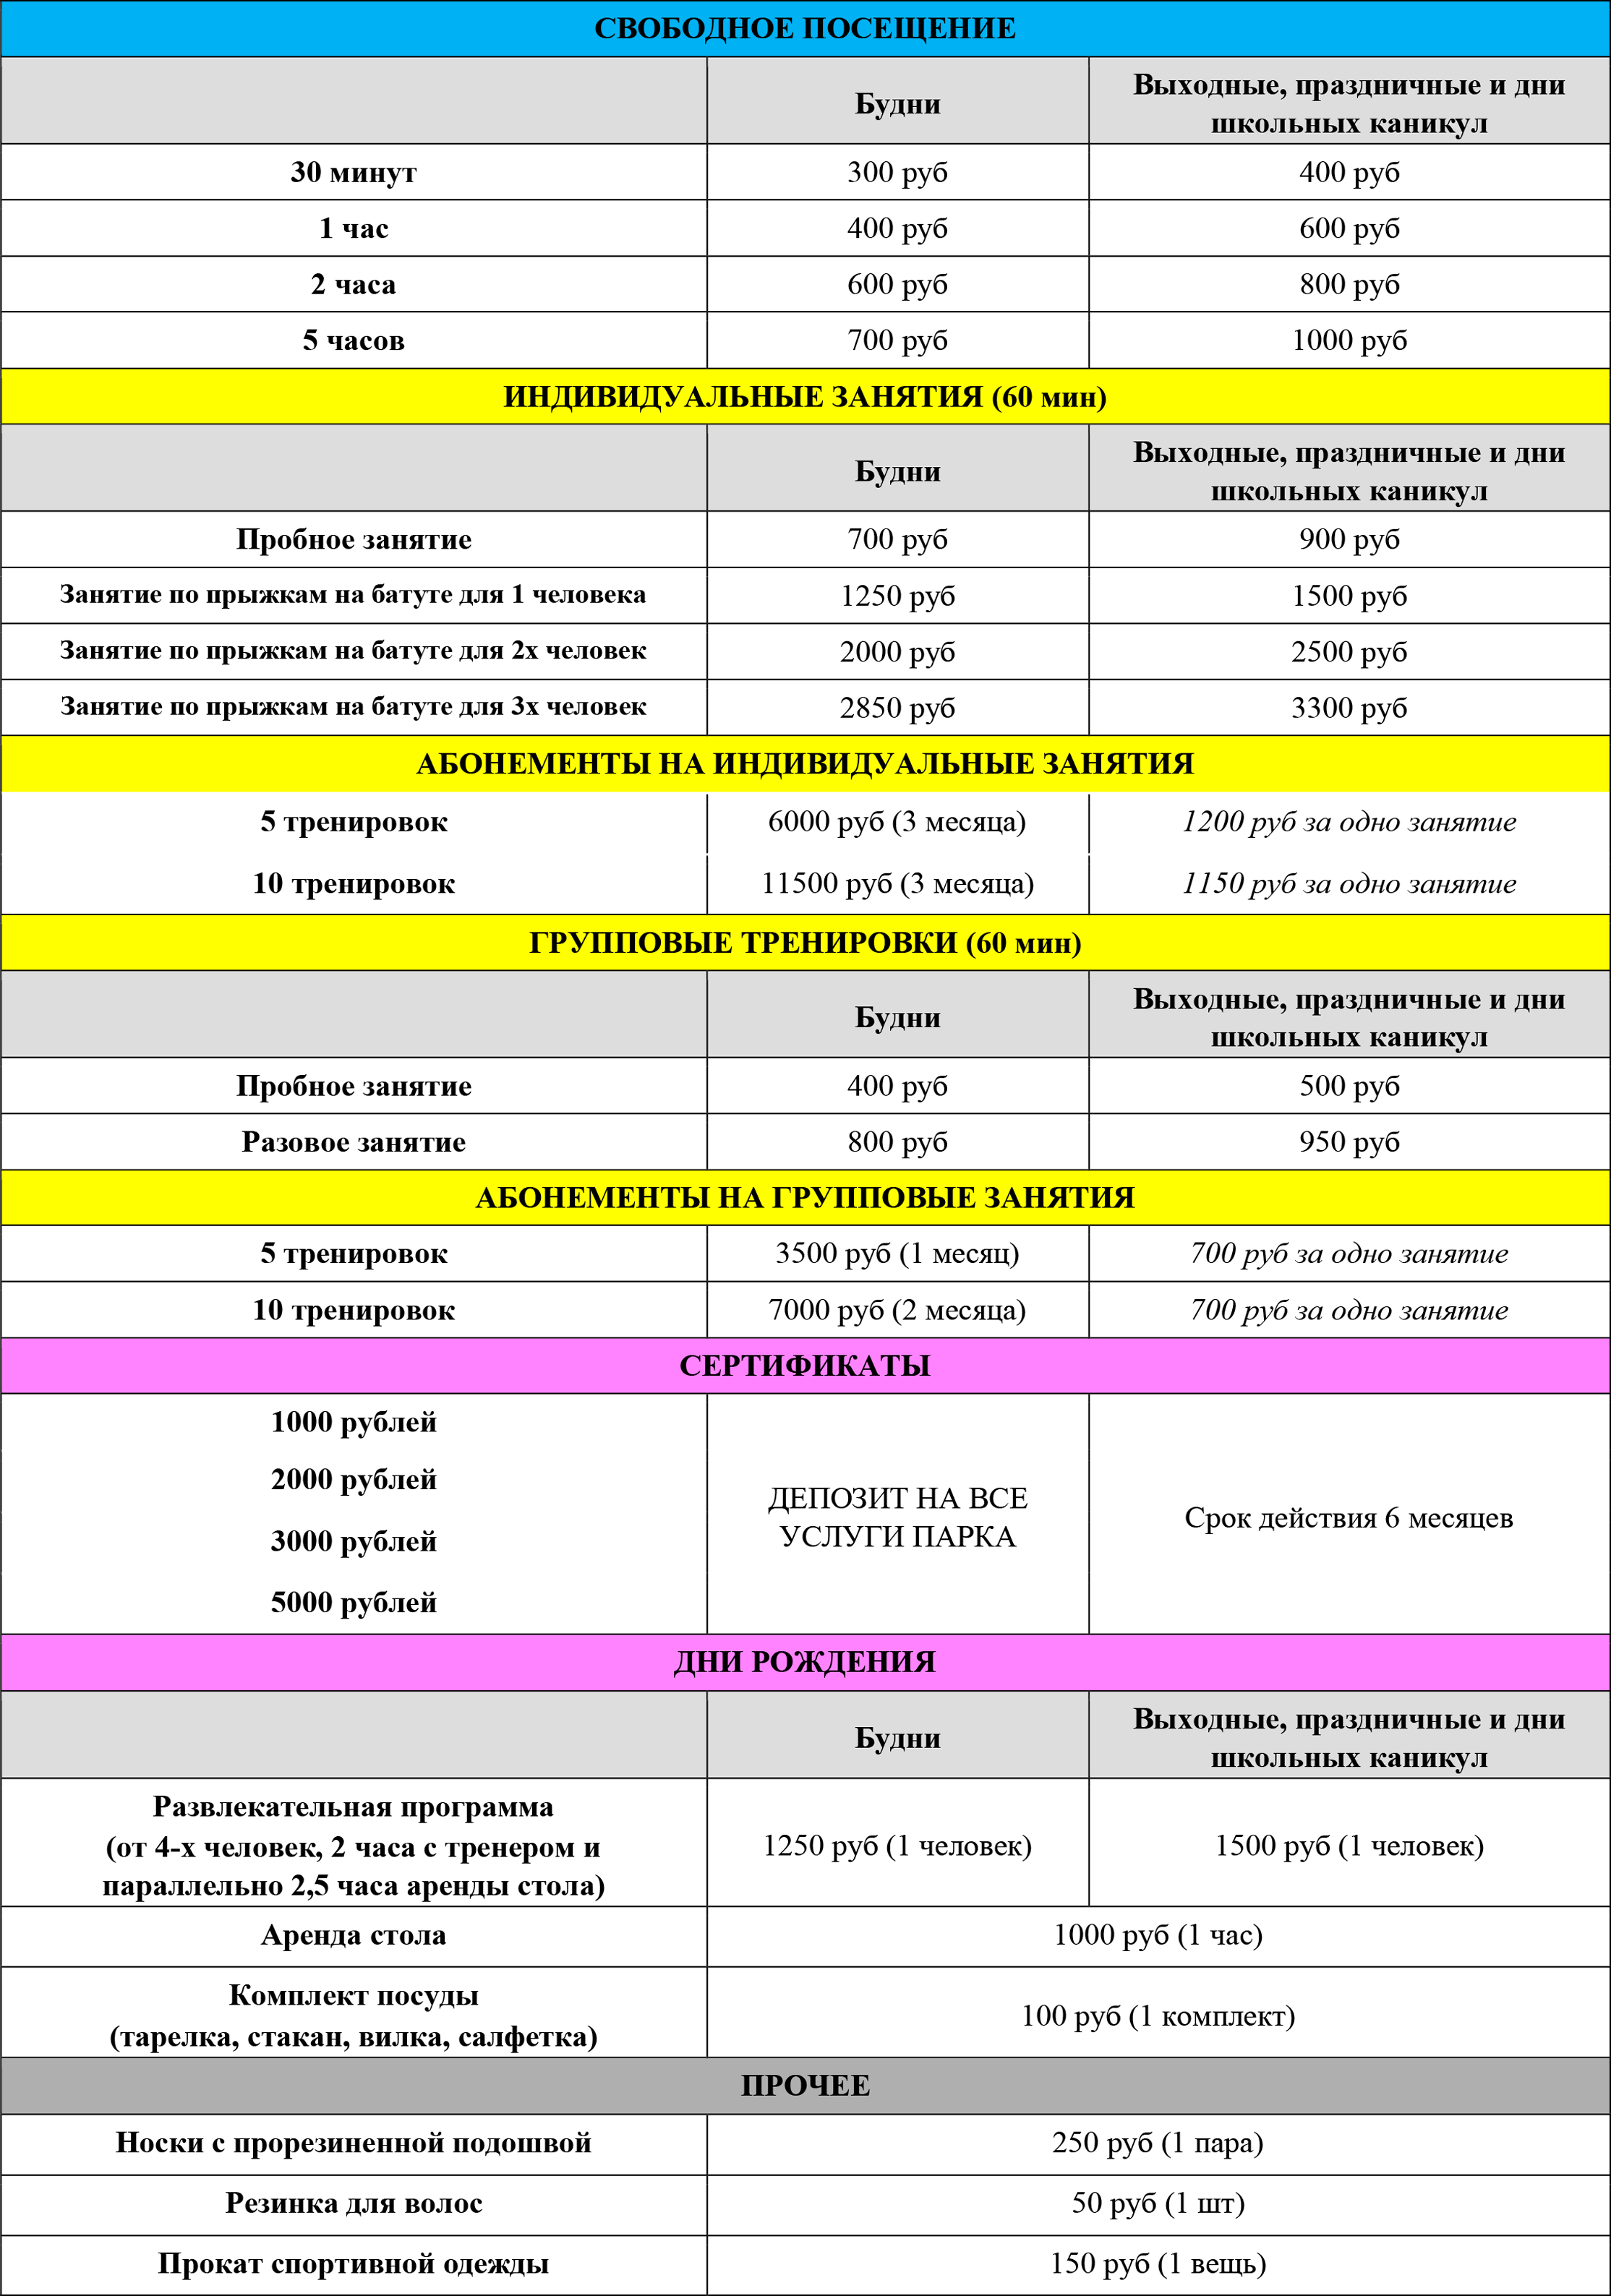 СВОБОДНОЕ ПОСЕЩЕНИЕ
Будни
Выходные, праздничные и дни
школьных каникул
30 минут
300 руб
400 руб
1 час
400 руб
600 руб
2 часа
600 руб
800 руб
5 часов
700 руб
1000 руб
ИНДИВИДУАЛЬНЫЕ ЗАНЯТИЯ (60 мин)
Будни
Выходные, праздничные и дни
школьных каникул
Пробное занятие
700 руб
900 руб
Занятие по прыжкам на батуте для 1 человека
1250 руб
1500 руб
Занятие по прыжкам на батуте для 2х человек
2000 руб
2500 руб
Занятие по прыжкам на батуте для 3х человек
2850 руб
3300 руб
АБОНЕМЕНТЫ НА ИНДИВИДУАЛЬНЫЕ ЗАНЯТИЯ
5 тренировок
6000 руб (3 месяца)
1200 руб за одно занятие
10 тренировок
11500 руб (3 месяца)
1150 руб за одно занятие
ГРУППОВЫЕ ТРЕНИРОВКИ (60 мин)
Будни
Выходные, праздничные и дни
школьных каникул
Пробное занятие
400 руб
500 руб
Разовое занятие
800 руб
950 руб
АБОНЕМЕНТЫ НА ГРУППОВЫЕ ЗАНЯТИЯ
5 тренировок
3500 руб (1 месяц)
700 руб за одно занятие
10 тренировок
7000 руб (2 месяца)
700 руб за одно занятие
СЕРТИФИКАТЫ
1000 рублей
2000 рублей
3000 рублей
5000 рублей
ДЕПОЗИТ НА ВСЕ
УСЛУГИ ПАРКА
Срок действия 6 месяцев
ДНИ РОЖДЕНИЯ
Будни
Выходные, праздничные и дни
школьных каникул
Развлекательная программа
(от 4-х человек, 2 часа с тренером и
параллельно 2,5 часа аренды стола)
1250 руб (1 человек)
1500 руб (1 человек)
Аренда стола
1000 руб (1 час)
Комплект посуды
(тарелка, стакан, вилка, салфетка)
100 руб (1 комплект)
ПРОЧЕЕ
Носки с прорезиненной подошвой
250 руб (1 пара)
Резинка для волос
50 руб (1 шт)
Прокат спортивной одежды
150 руб (1 вещь)